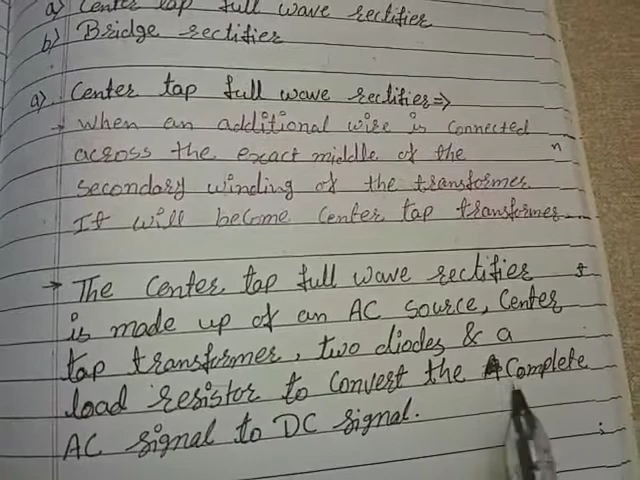 a) Center tap full wave rectifier
b) Bridge rectifier
a). Center tap full wave rectifier⇒
→ When an additional wire is connected
across the exact middle of the
secondary winding of the transformer
It will become center tap transformer.
→ The center tap full wave rectifier
is made up of an AC source, center
tap transformer, two diodes & a
load resistor to convert the complete
AC signal to DC signal.